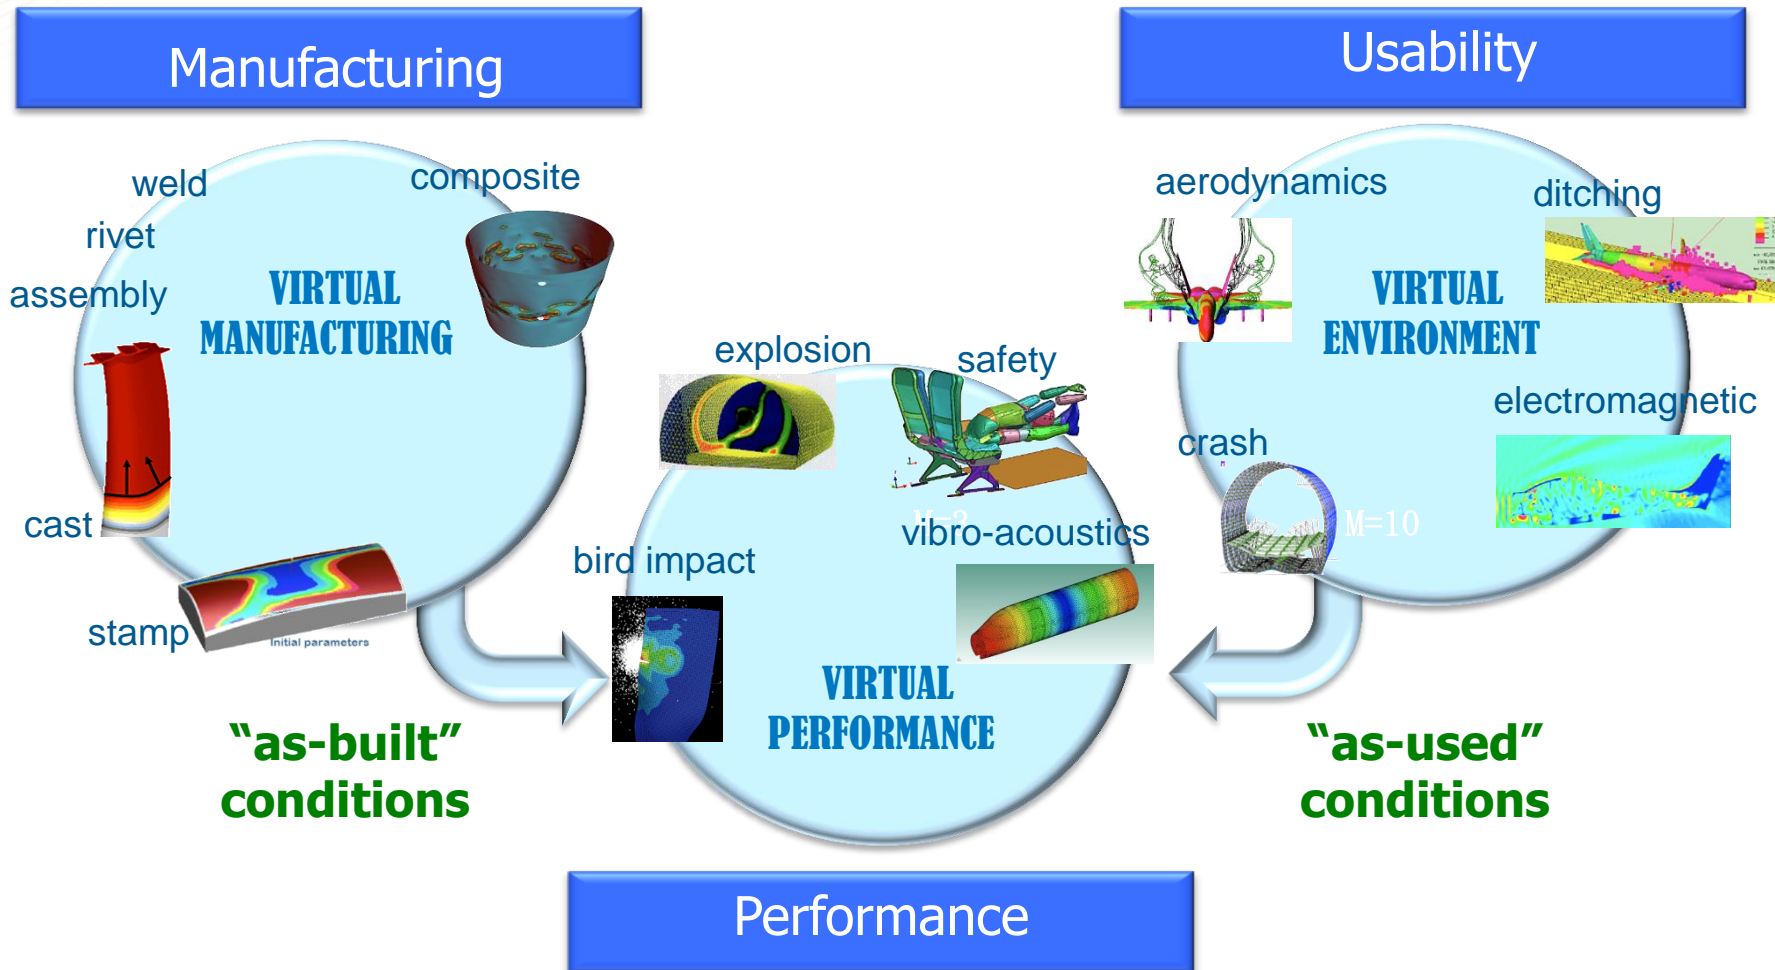 Manufacturing
Usability
weld
composite
rivet
assembly
VIRTUAL
MANUFACTURING
cast
stamp
Initial parameters
aerodynamics
ditching
VIRTUAL
ENVIRONMENT
electromagnetic
crash
M=10
explosion
safety
M=2
vibro-acoustics
bird impact
VIRTUAL
PERFORMANCE
“as-built”
conditions
“as-used”
conditions
Performance